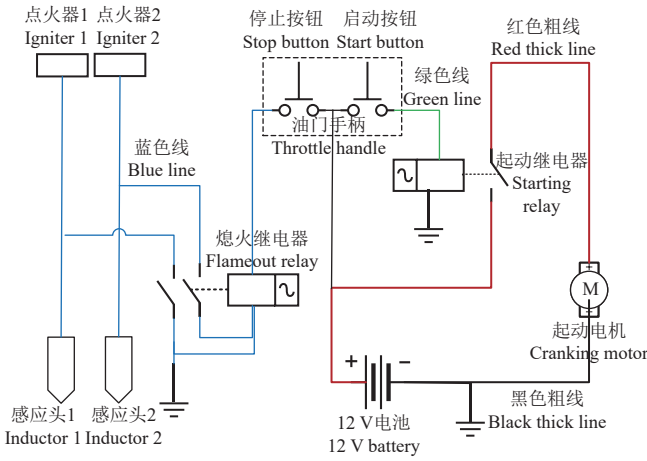 点火器1 点火器2
Igniter 1 Igniter 2
停止按钮 启动按钮
Stop button Start button
红色粗线
Red thick line
绿色线
Green line
油门手柄
Throttle handle
蓝色线
Blue line
起动继电器
Starting
relay
熄火继电器
Flameout relay
M
起动电机
Cranking motor
+ −
12 V电池
12 V battery
黑色粗线
Black thick line
感应头1 感应头2
Inductor 1 Inductor 2